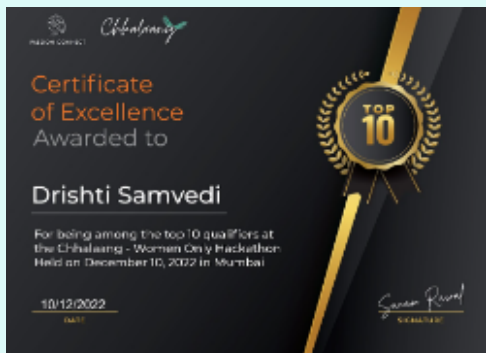 Chhalaang
Certificate
of Excellence
Awarded to
TOP
10
Drishti Samvedi
For being among the top 10 qualifiers at
the Chhalaang - Women Only Hackathon
Held on December 10, 2022 in Mumbai
10/12/2022
DATE
SIGNATURE